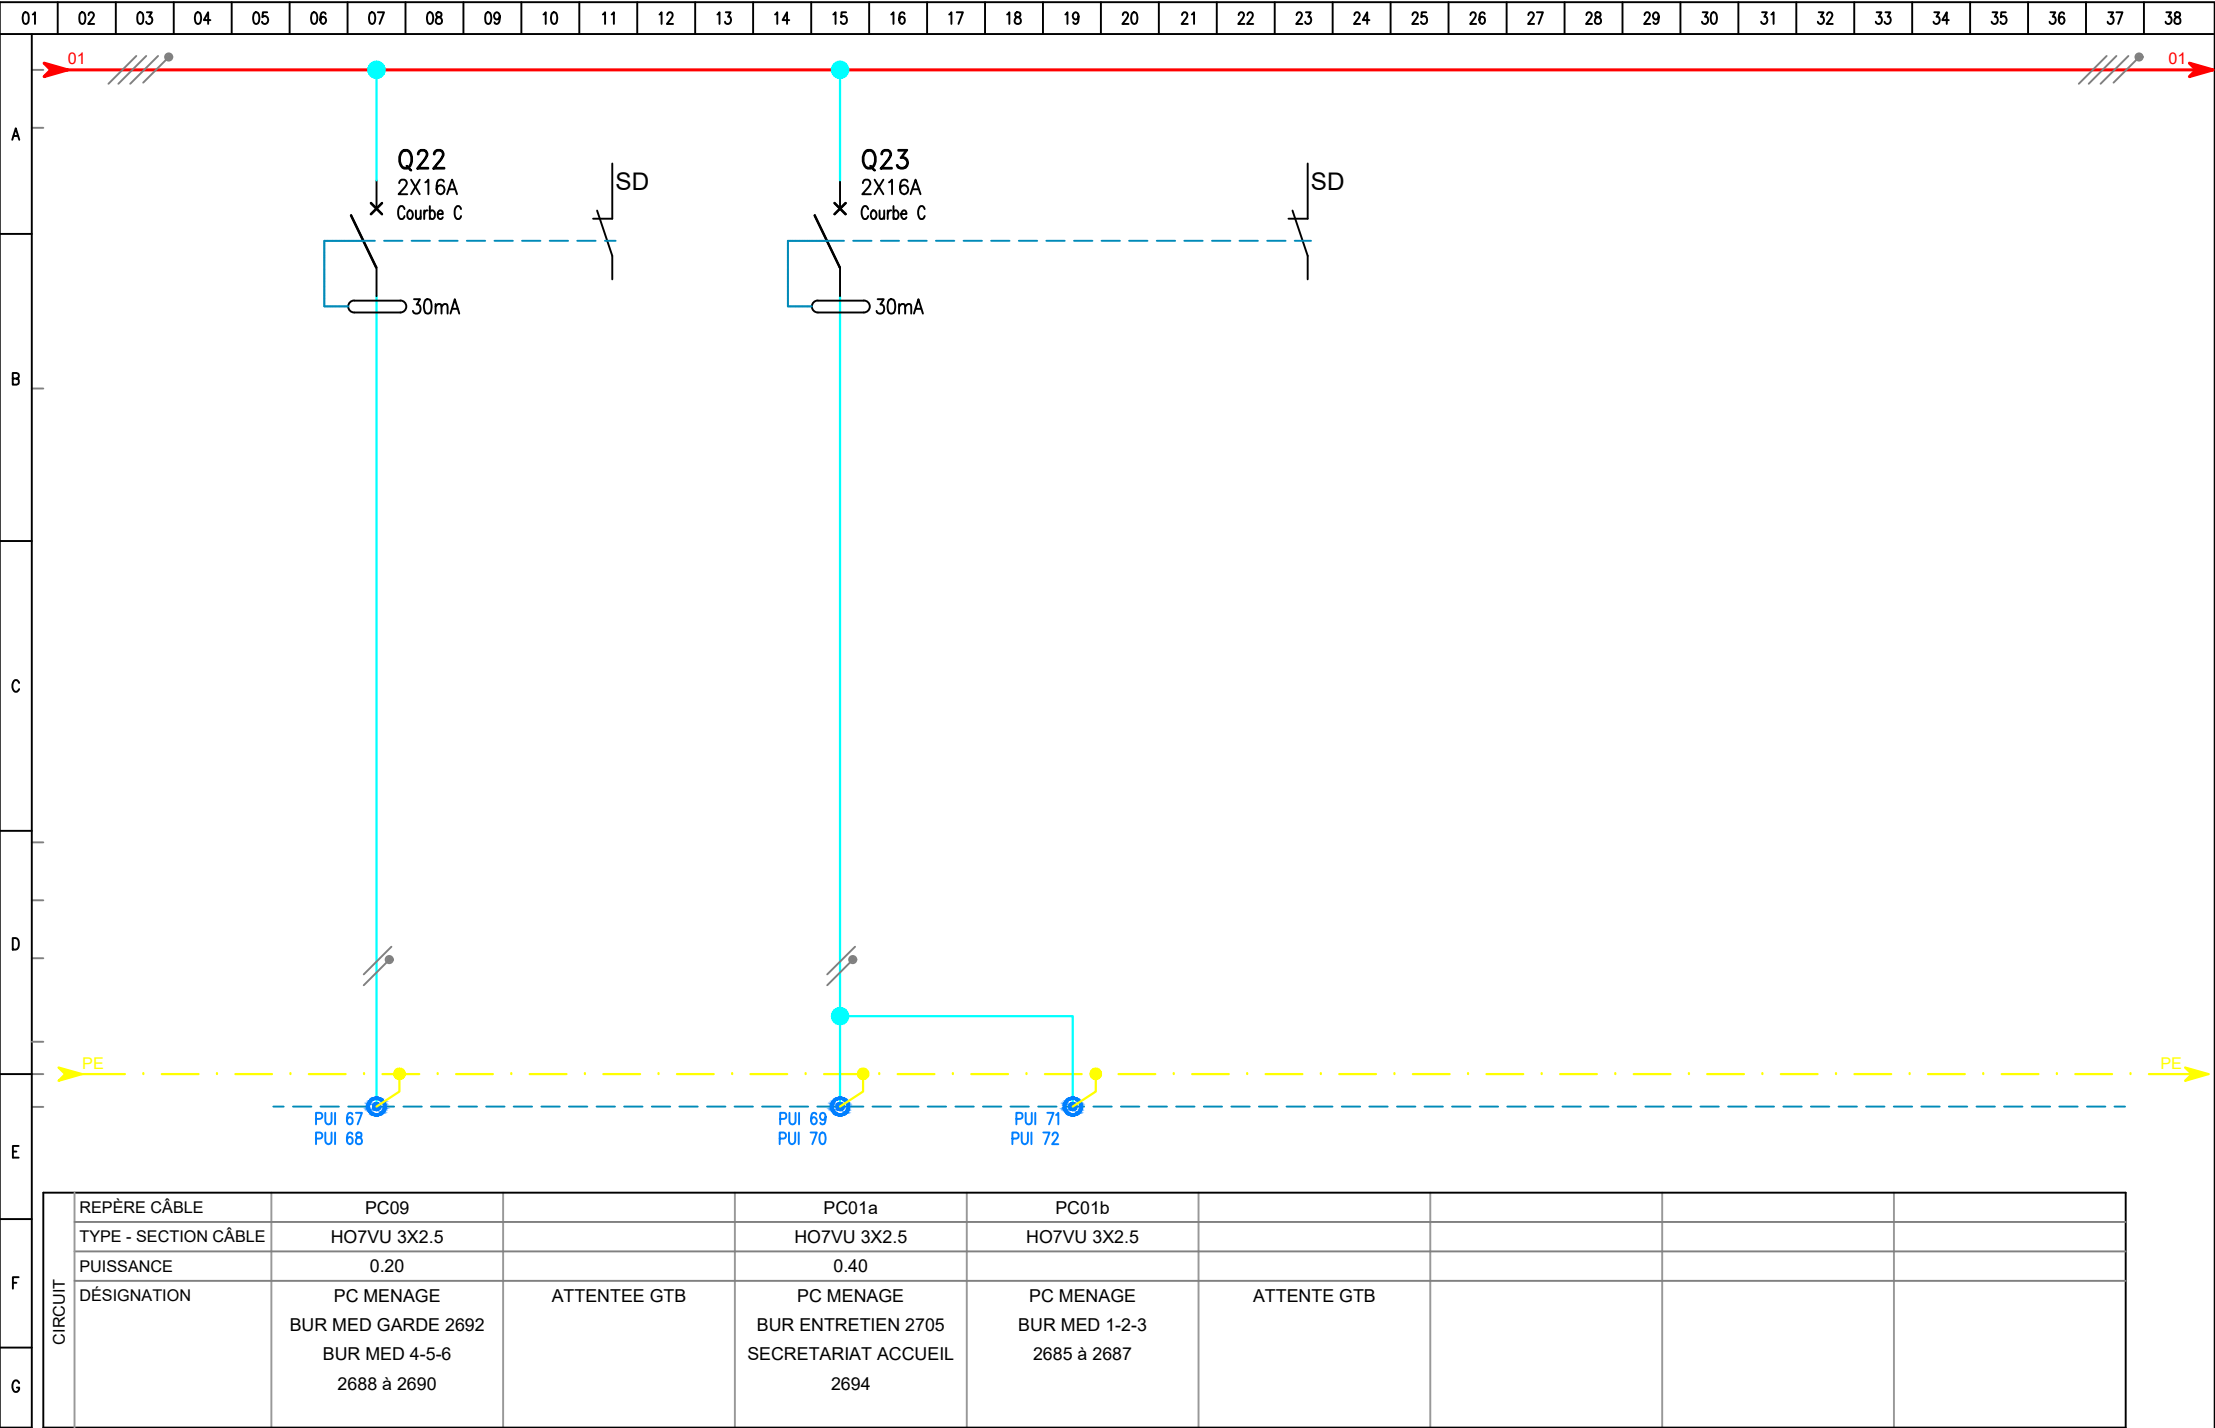 01 02 03 04 05 06 07 08 09 10 11 12 13 14 15 16 17 18 19 20 21 22 23 24 25 26 27 28 29 30 31 32 33 34 35 36 37 38
01 01
A
Q22
2X16A
Courbe C
SD
Q23
2X16A
Courbe C
SD
30mA
30mA
B
C
D
PE PE
PUI 67
PUI 68
PUI 69
PUI 70
PUI 71
PUI 72
E
F
G
CIRCUIT
REPÈRE CÂBLE PC09 PC01a PC01b
TYPE - SECTION CÂBLE HO7VU 3X2.5 HO7VU 3X2.5 HO7VU 3X2.5
PUISSANCE 0.20 0.40
DÉSIGNATION PC MENAGE ATTENTEE GTB PC MENAGE PC MENAGE ATTENTE GTB
BUR MED GARDE 2692 BUR ENTRETIEN 2705 BUR MED 1-2-3
BUR MED 4-5-6 SECRETARIAT ACCUEIL 2685 à 2687
2688 à 2690 2694